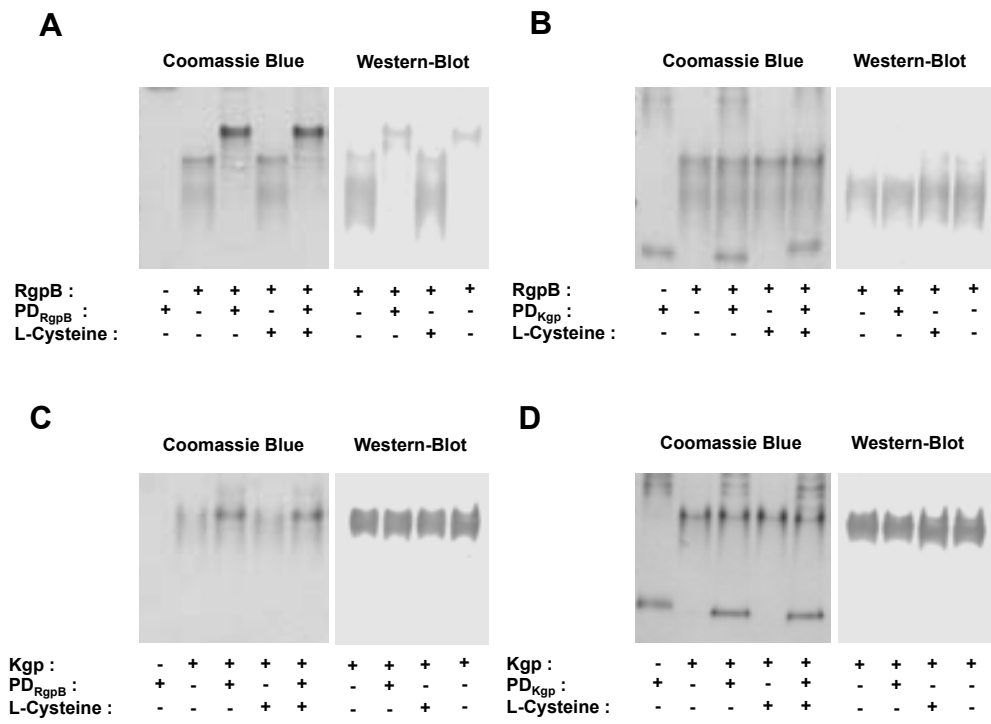 A
Coomassie Blue Western-Blot
RgpB : - + + + + + + + +
PDRgpB : + - + - + - + - -
L-Cysteine : - - - + + - - + -
B
Coomassie Blue Western-Blot
RgpB : - + + + + + + + +
PDKgp : + - + - + - + - -
L-Cysteine : - - - + + - - + -
C
Coomassie Blue Western-Blot
Kgp : - + + + + + + + +
PDRgpB : + - + - + - + - -
L-Cysteine : - - - + + - - + -
D
Coomassie Blue Western-Blot
Kgp : - + + + + + + + +
PDKgp : + - + - + - + - -
L-Cysteine : - - - + + - - + -